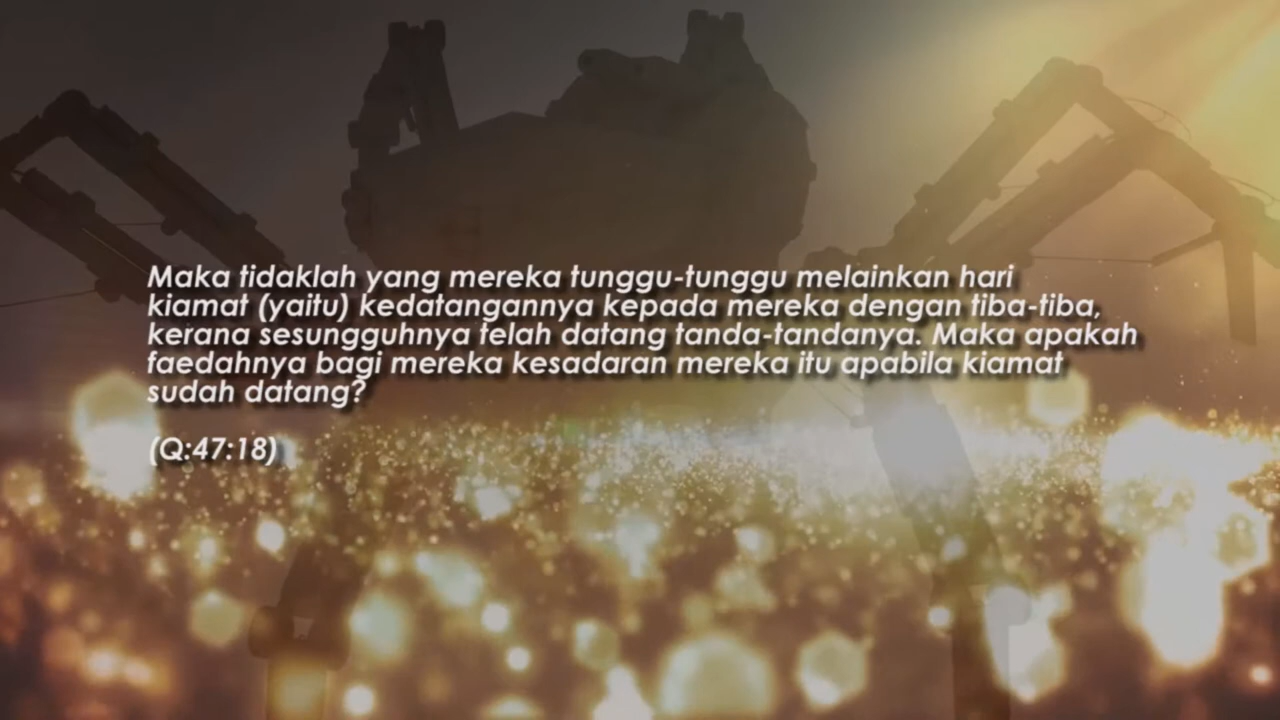 Maka tidaklah yang mereka tunggu-tunggu melainkan hari
kiamat (yaitu) kedatangannya kepada mereka dengan tiba-tiba,
kerana sesungguhnya telah datang tanda-tandanya. Maka apakah
faedahnya bagi mereka kesadaran mereka itu apabila kiamat
sudah datang?
(Q:47:18)